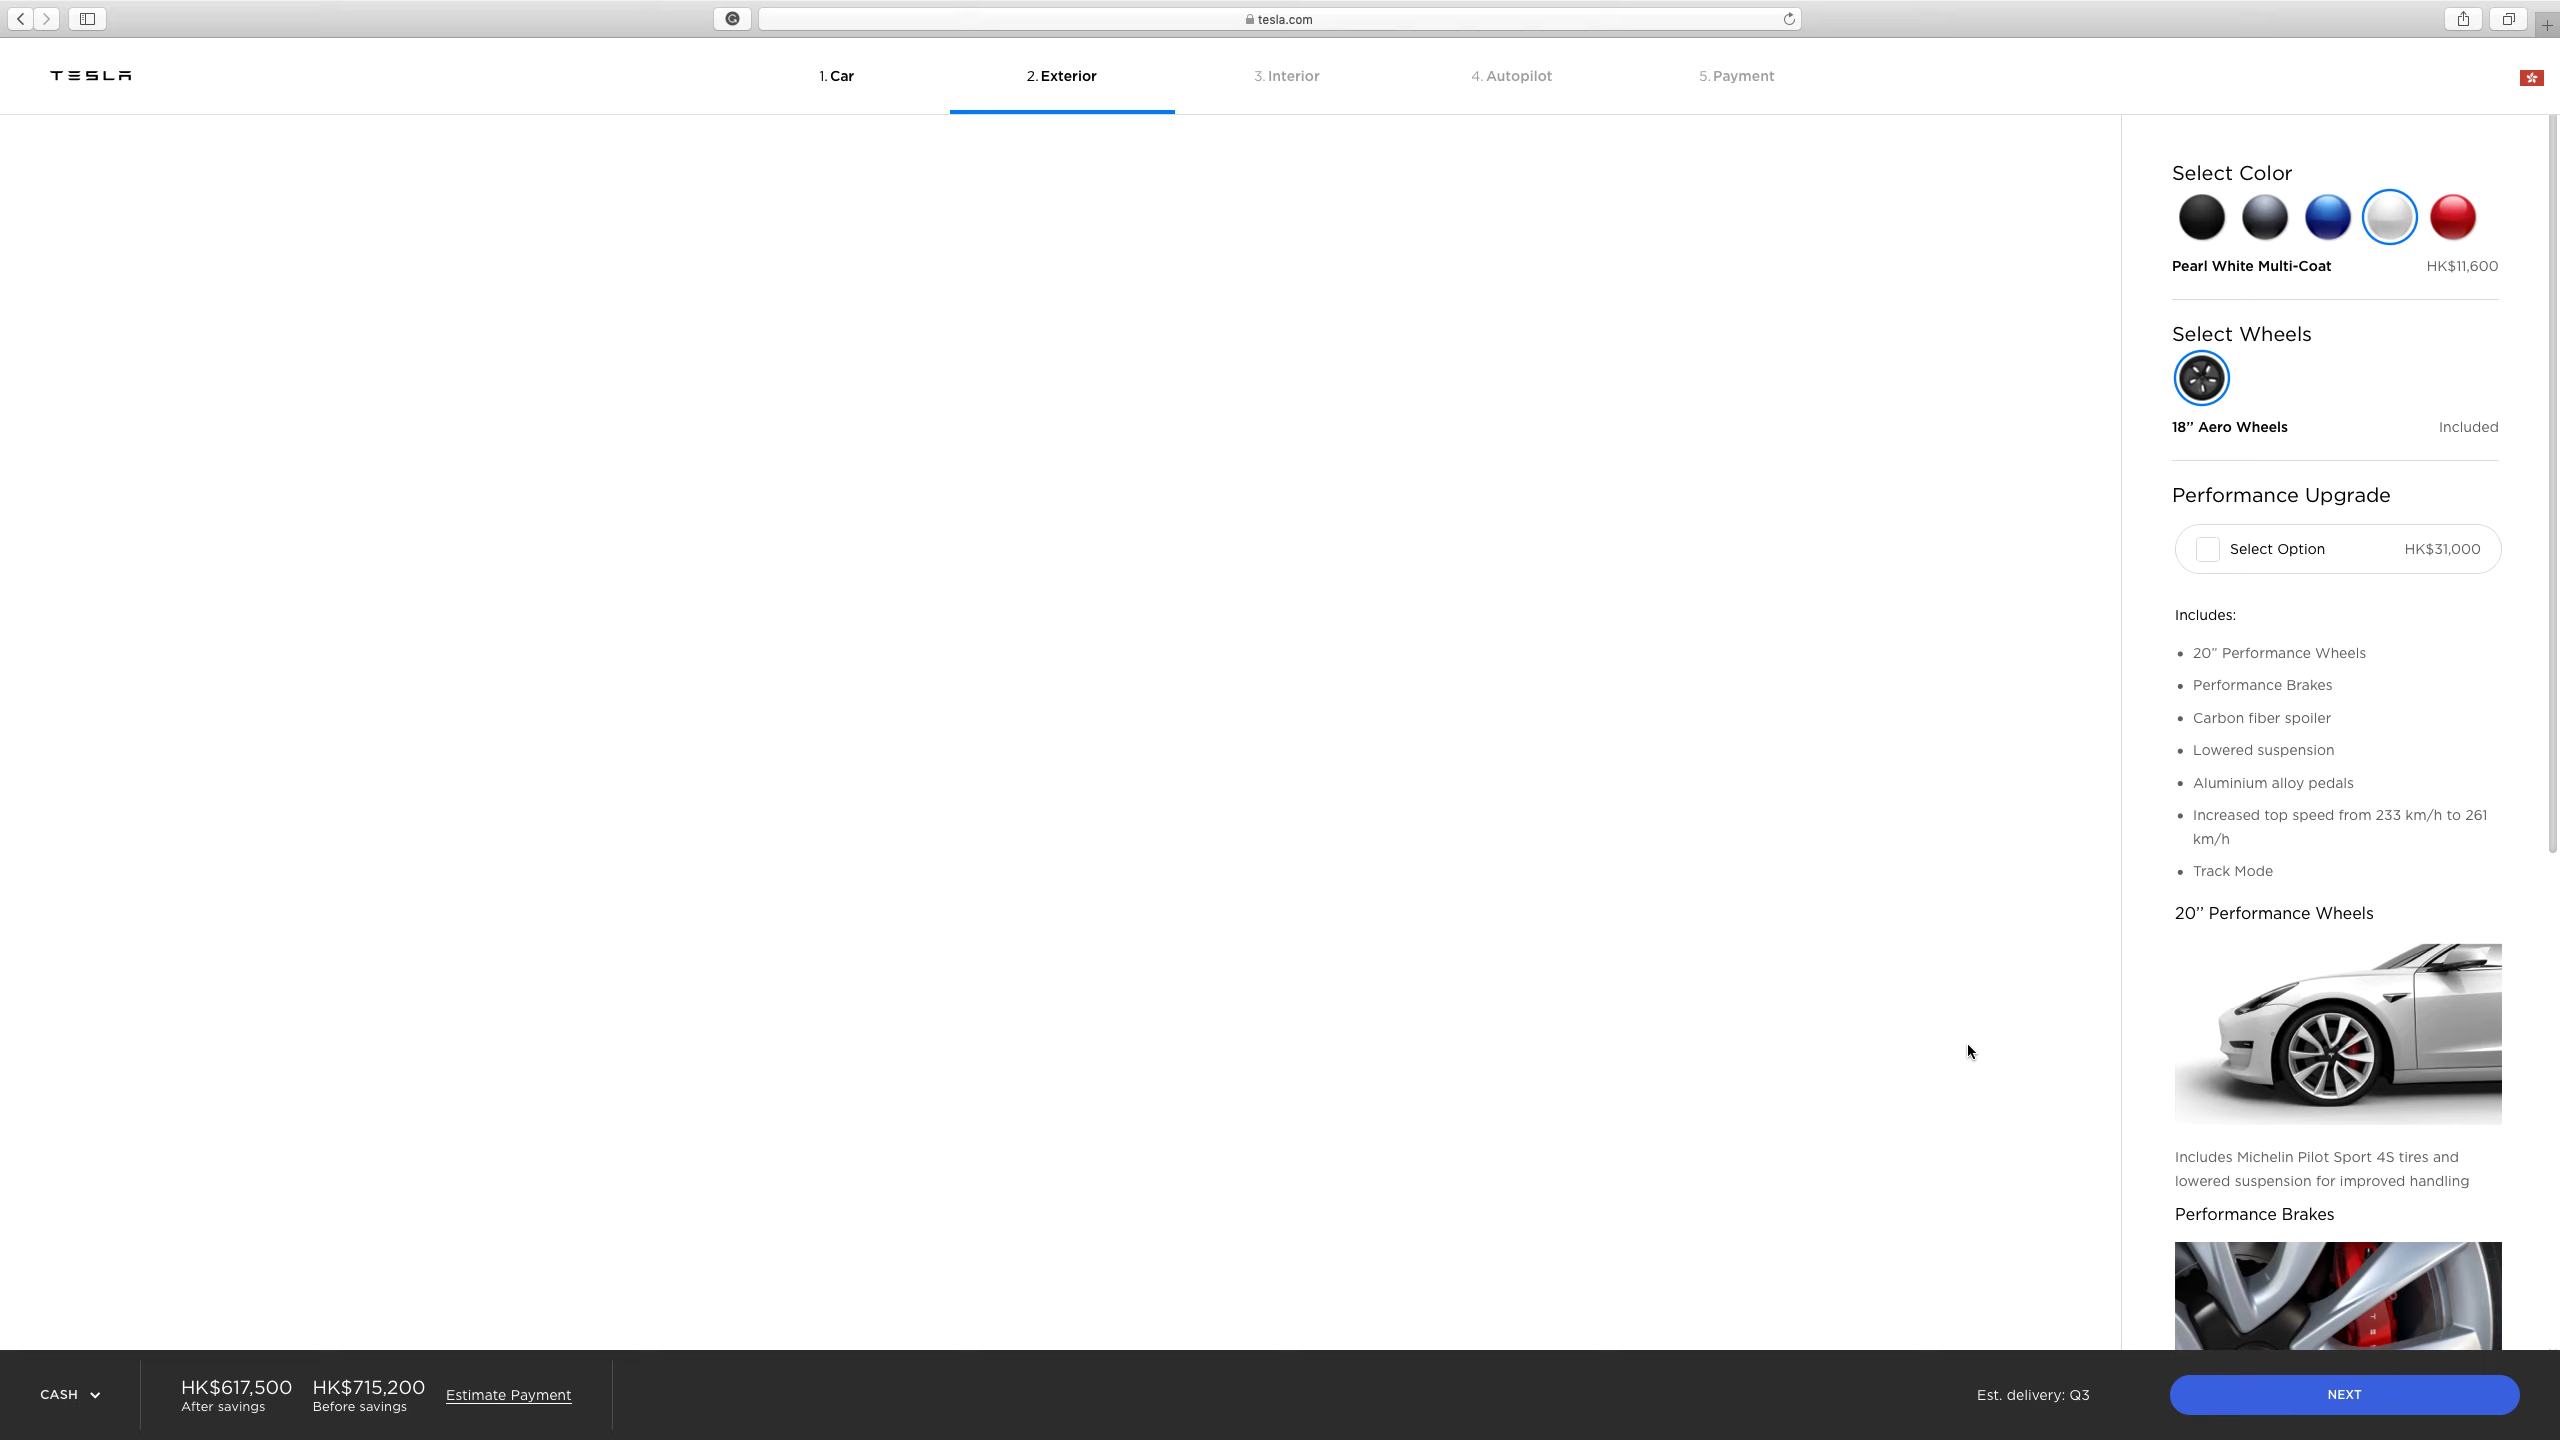 tesla.com
TESLA
1. Car
2. Exterior
3. Interior
4. Autopilot
5. Payment
Select Color
Pearl White Multi-Coat HK$11,600
Select Wheels
18’’ Aero Wheels Included
Performance Upgrade
Select Option HK$31,000
Includes:
• 20” Performance Wheels
• Performance Brakes
• Carbon fiber spoiler
• Lowered suspension
• Aluminium alloy pedals
• Increased top speed from 233 km/h to 261
km/h
• Track Mode
20’’ Performance Wheels
Includes Michelin Pilot Sport 4S tires and
lowered suspension for improved handling
Performance Brakes
CASH
HK$617,500
After savings
HK$715,200
Before savings
Estimate Payment
Est. delivery: Q3
NEXT